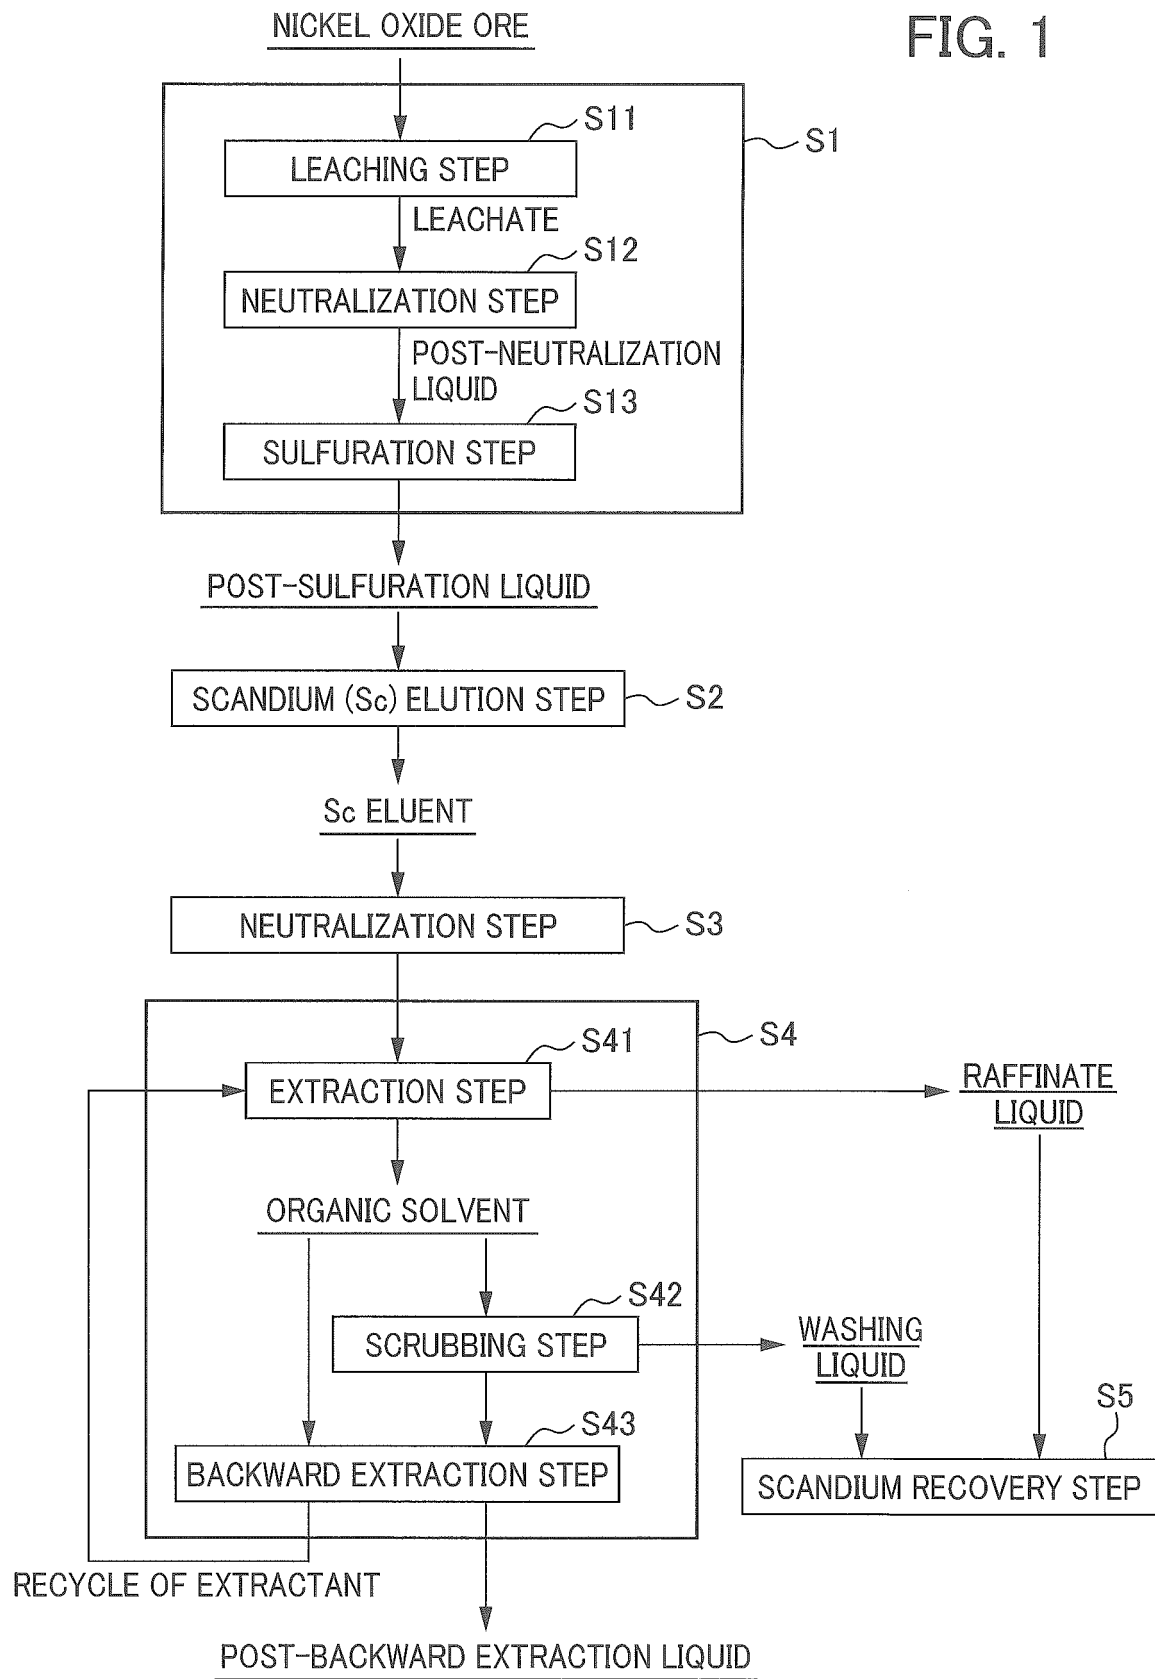 NICKEL OXIDE ORE
FIG. 1
S11
S1
LEACHING STEP
LEACHATE
S12
NEUTRALIZATION STEP
POST-NEUTRALIZATION
LIQUID
S13
SULFURATION STEP
POST-SULFURATION LIQUID
SCANDIUM (Sc) ELUTION STEP
S2
Sc ELUENT
NEUTRALIZATION STEP
S3
S41
S4
EXTRACTION STEP
RAFFINATE
LIQUID
ORGANIC SOLVENT
S42
SCRUBBING STEP
WASHING
LIQUID
S43
S5
BACKWARD EXTRACTION STEP
SCANDIUM RECOVERY STEP
RECYCLE OF EXTRACTANT
POST-BACKWARD EXTRACTION LIQUID